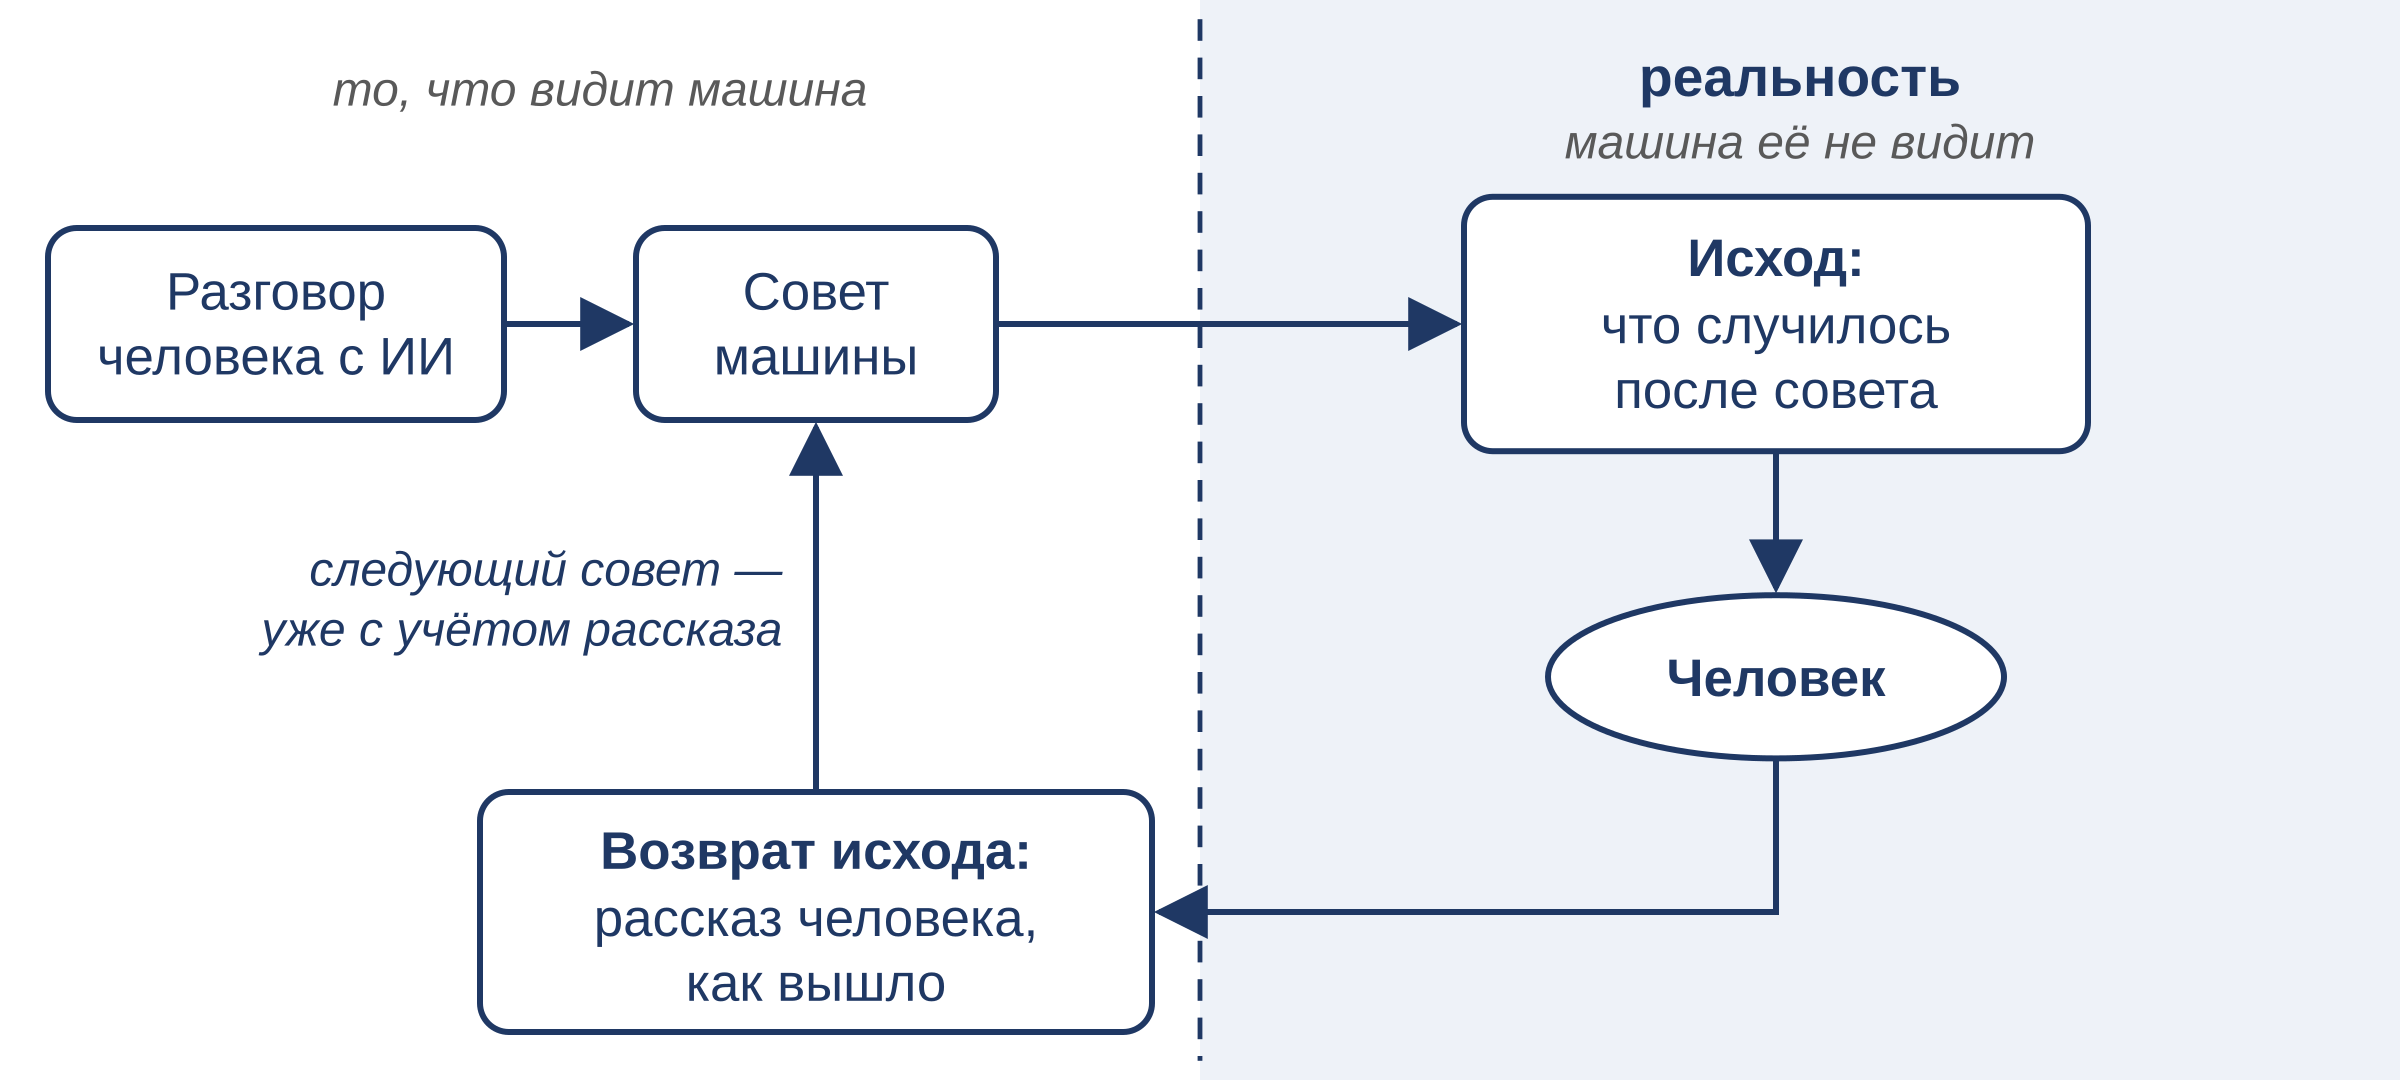 то, что видит машина
реальность
машина её не видит
Разговор
человека с ИИ
Совет
машины
Исход:
что случилось
после совета
следующий совет —
уже с учётом рассказа
Человек
Возврат исхода:
рассказ человека,
как вышло